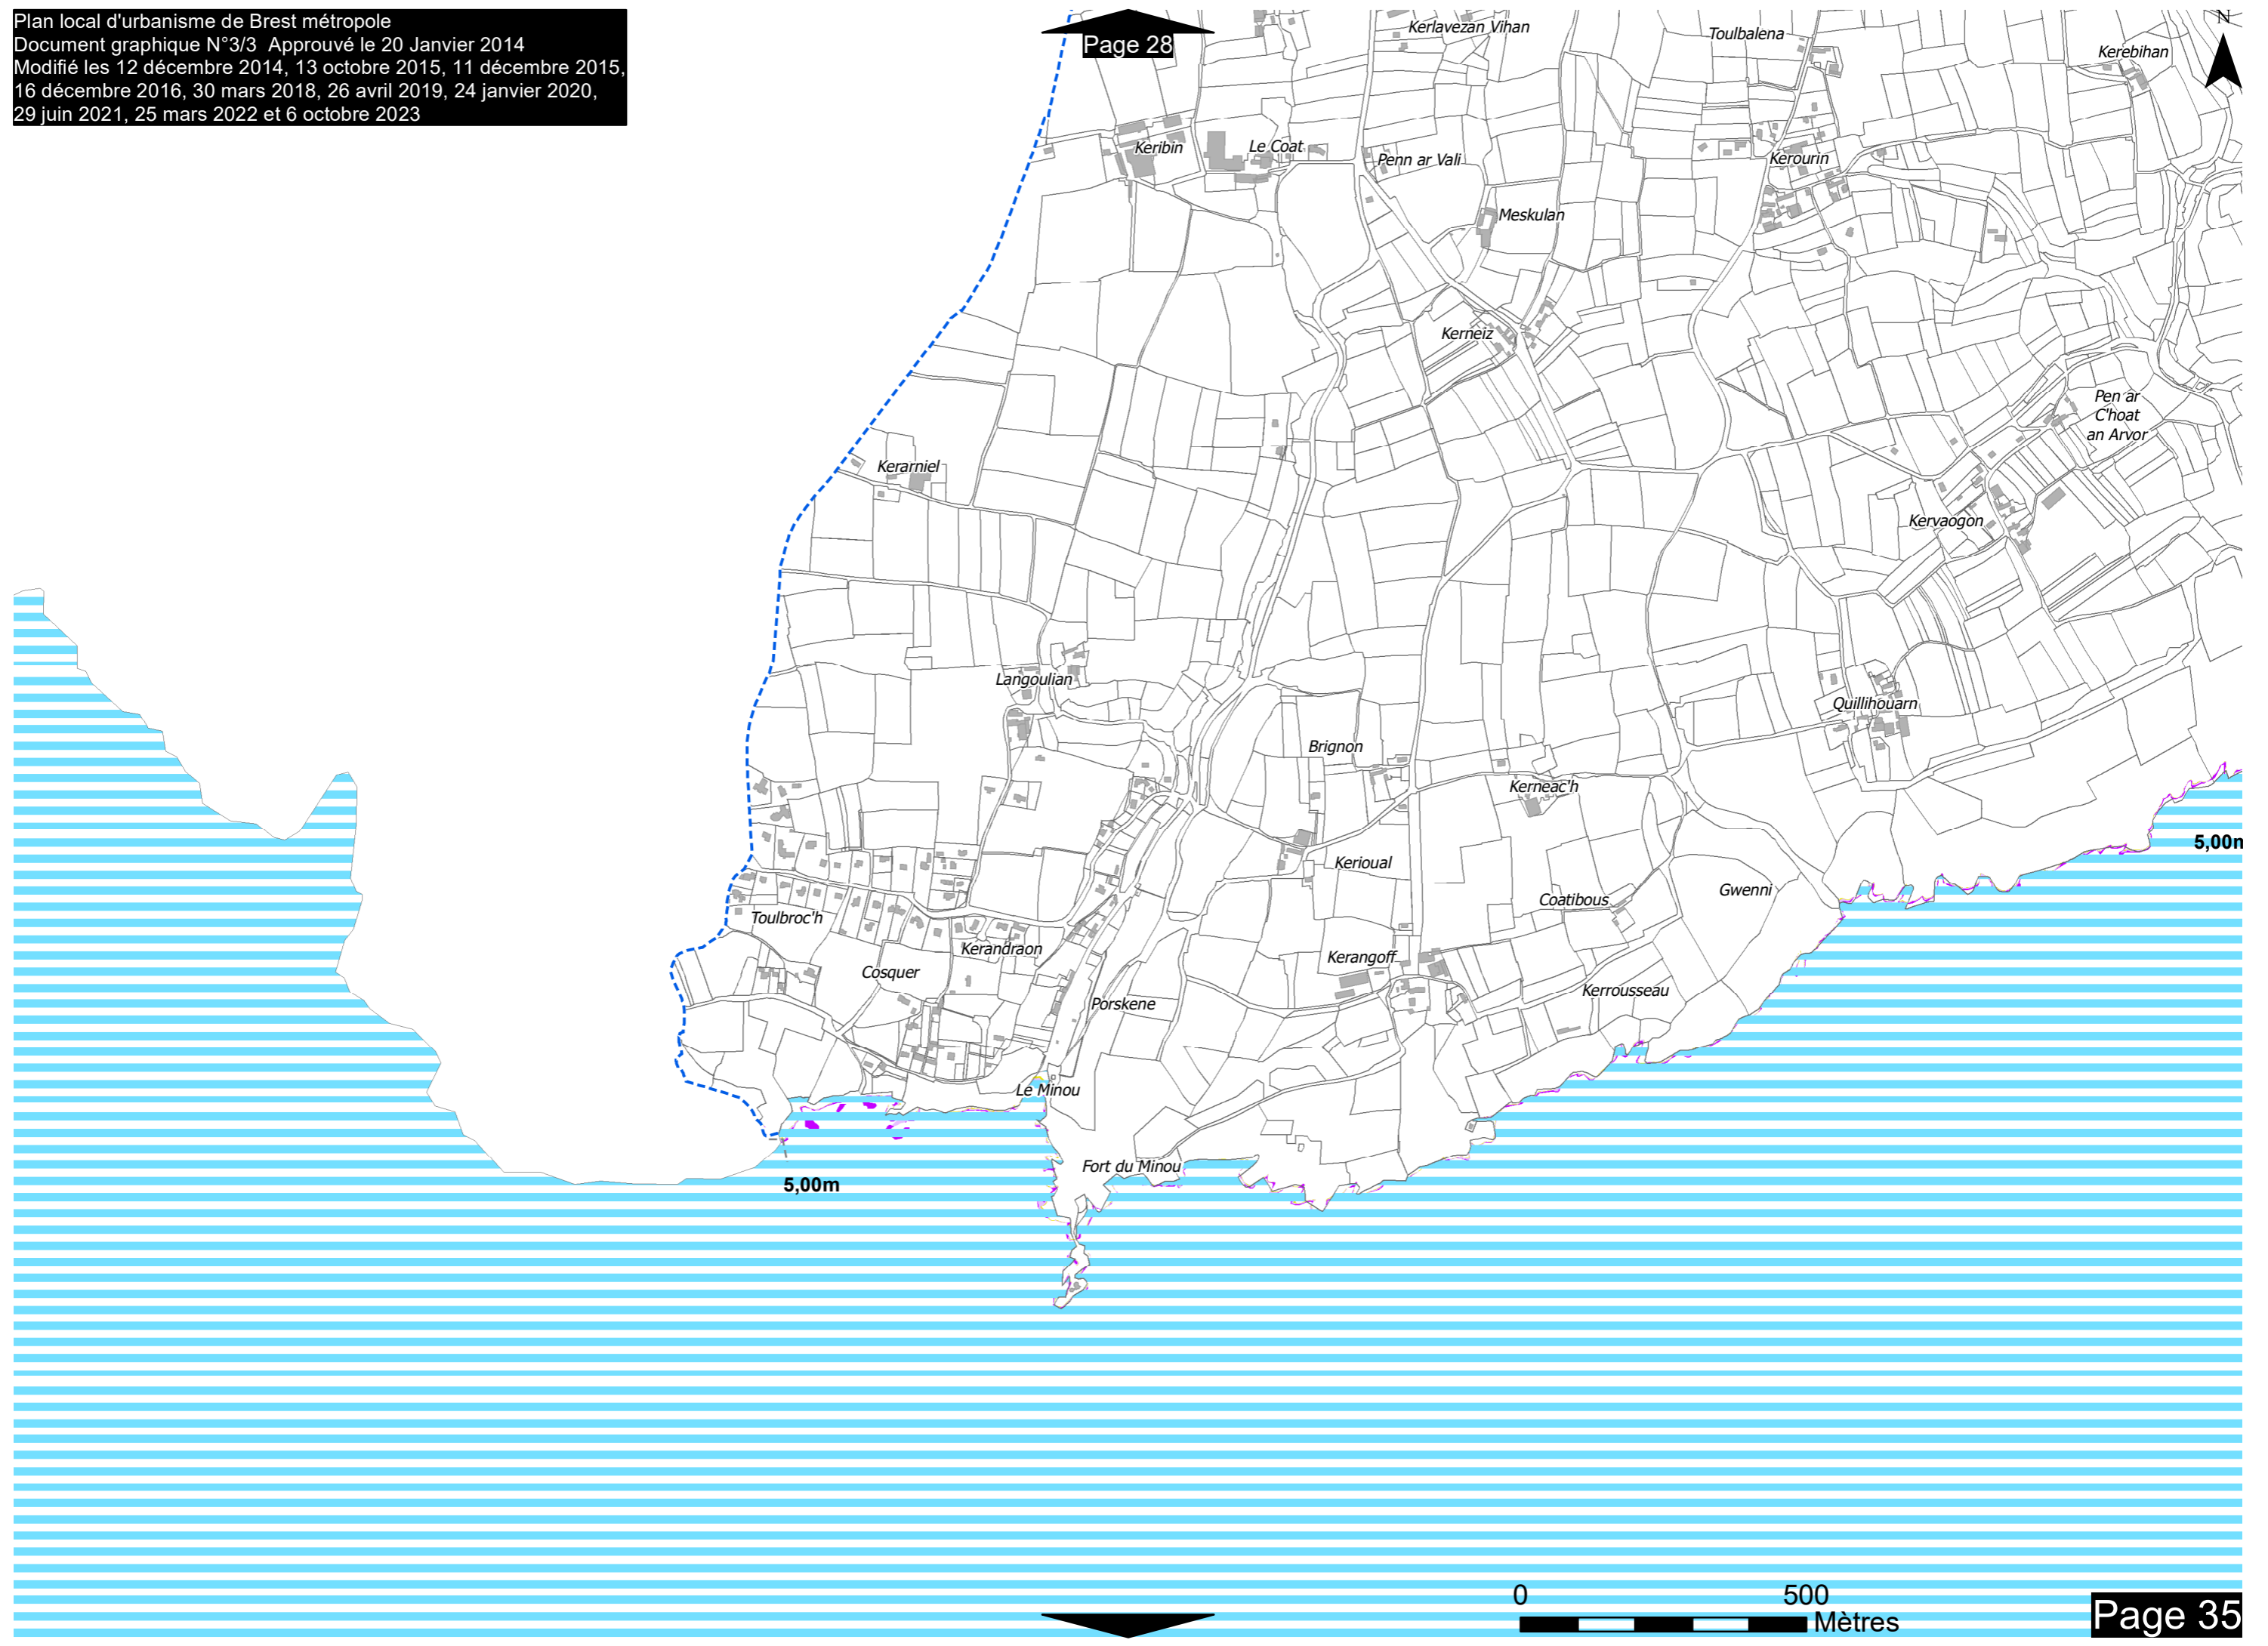 Plan local d'urbanisme de Brest métropole
Document graphique N°3/3 Approuvé le 20 Janvier 2014
Modifié les 12 décembre 2014, 13 octobre 2015, 11 décembre 2015,
16 décembre 2016, 30 mars 2018, 26 avril 2019, 24 janvier 2020,
29 juin 2021, 25 mars 2022 et 6 octobre 2023
Page 28
N
Kerlavezan Vihan
Toulbalena
Kerebihan
Keribin
Le Coat
Penn ar Vali
Kerourin
Meskulan
Kerneiz
Pen ar
C'hoat
an Arvor
Kerarniel
Kervaogon
Langoulian
Quillihouarn
Brignon
Kerneac'h
5,00m
Kerioual
Gwenni
Coatibous
Toulbroc'h
Kerandraon
Kerangoff
Cosquer
Kerrousseau
Porskene
Le Minou
Fort du Minou
5,00m
0
500
Mètres
Page 35